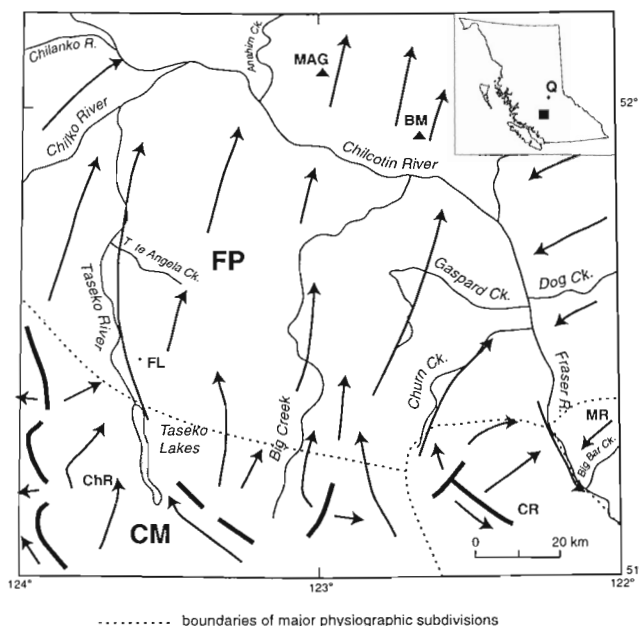 Chilanko R.
Anahim Ck.
MAG
Q
52°
BM
Chilko River
Chilcotin River
T te Angela Ck.
FP
Gaspard Ck.
Dog Ck.
Taseko River
FL
Churn Ck.
Fraser R.
MR
Taseko
Lakes
Big Creek
Big Bar Ck.
ChR
CM
CR
0 20 km
51
124°
123°
122°
boundaries of major physiographic subdivisions